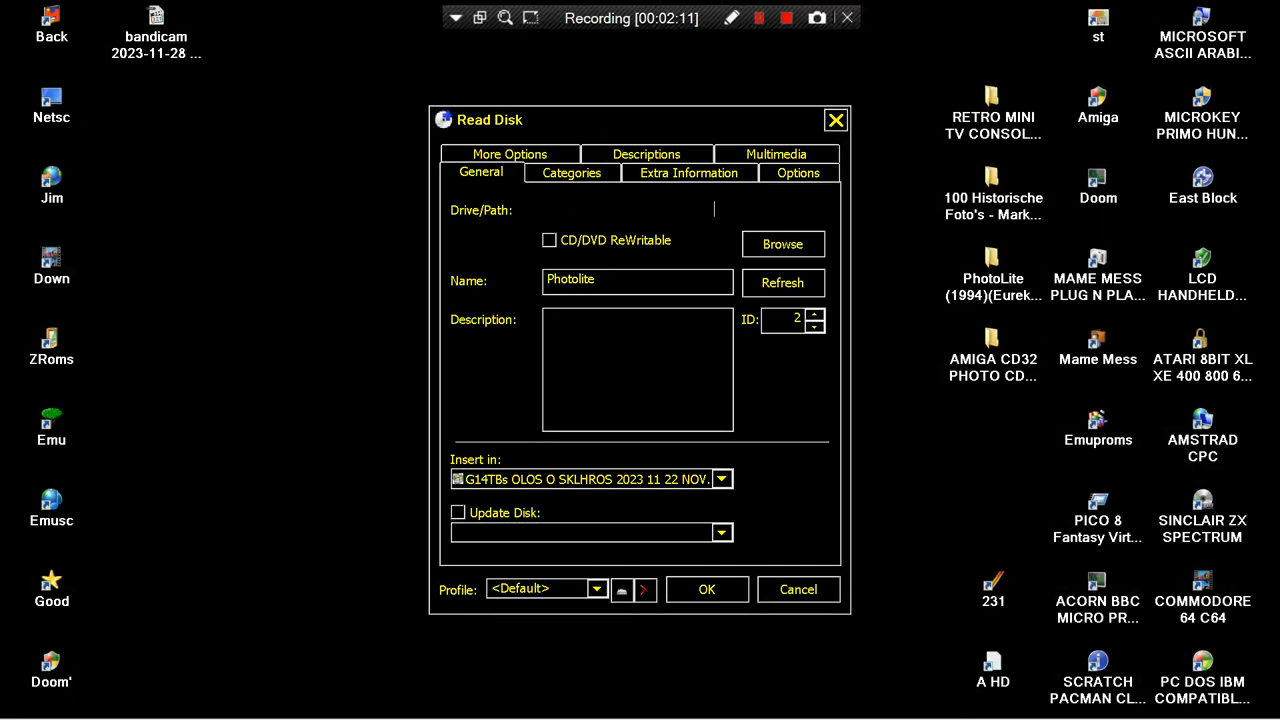 Recording [00:02:11]
Back
Netsc
Jim
Down
ZRoms
Emu
Emusc
Good
Doom'
bandicam
2023-11-28 ...
Read Disk
More Options
Descriptions
Multimedia
General
Categories
Extra Information
Options
Drive/Path:
CD/DVD ReWritable
Browse
Name:
Photolite
Refresh
Description:
ID:
2
Insert in:
G14TBs OLOS O SKLHROS 2023 11 22 NOV.
Update Disk:
Profile:
<Default>
OK
Cancel
RETRO MINI
TV CONSOL...
100 Historische
Foto's - Mark...
PhotoLite
(1994)(Eurek...
AMIGA CD32
PHOTO CD...
231
A HD
st
Amiga
Doom
MAME MESS
PLUG N PLA...
Mame Mess
Emuproms
PICO 8
Fantasy Virt...
ACORN BBC
MICRO PR...
SCRATCH
PACMAN CL...
MICROSOFT
ASCII ARABI...
MICROKEY
PRIMO HUN...
East Block
LCD
HANDHELD...
ATARI 8BIT XL
XE 400 800 6...
AMSTRAD
CPC
SINCLAIR ZX
SPECTRUM
COMMODORE
64 C64
PC DOS IBM
COMPATIBL...